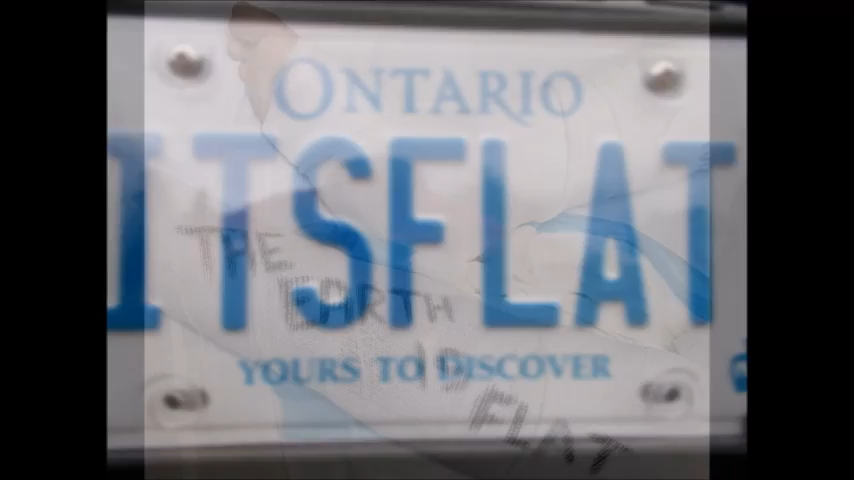 ONTARIO
ITSFLAT
YOURS TO DISCOVER
THE
EARTH
IS
FLAT